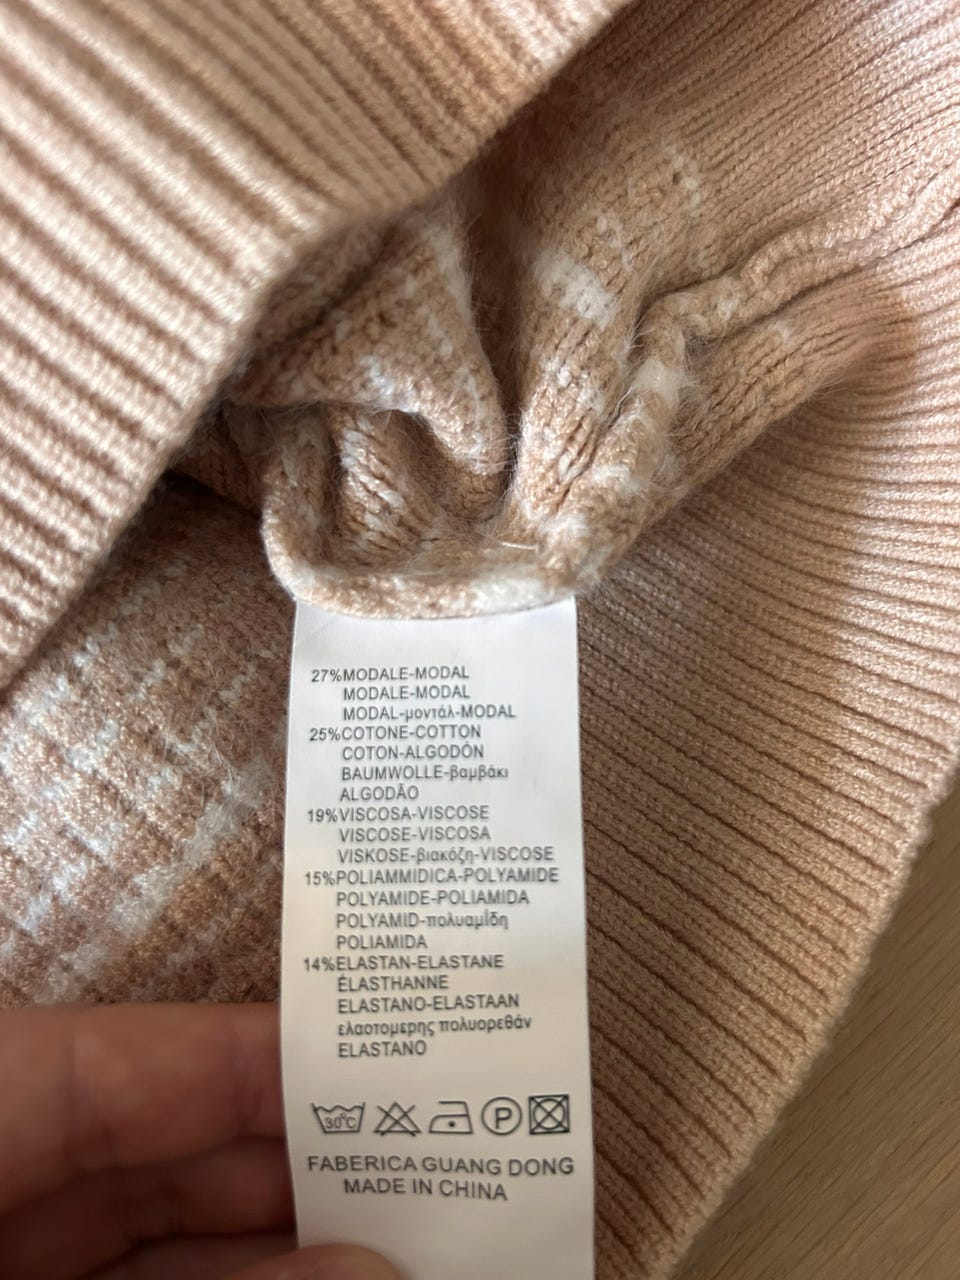 27%MODALE-MODAL
MODALE-MODAL
MODAL-μοντάλ-MODAL
25%COTONE-COTTON
COTON-ALGODÓN
BAUMWOLLE-βαμβάκι
ALGODÃO
19%VISCOSA-VISCOSE
VISCOSE-VISCOSA
VISKOSE-βιακόζη-VISCOSE
15%POLIAMMIDICA-POLYAMIDE
POLYAMIDE-POLIAMIDA
POLYAMID-πολυαμίδη
POLIAMIDA
14%ELASTAN-ELASTANE
ÉLASTHANNE
ELASTANO-ELASTAAN
ελαοτομερης πολυορεθάν
ELASTANO
30°C P
FABERICA GUANG DONG
MADE IN CHINA